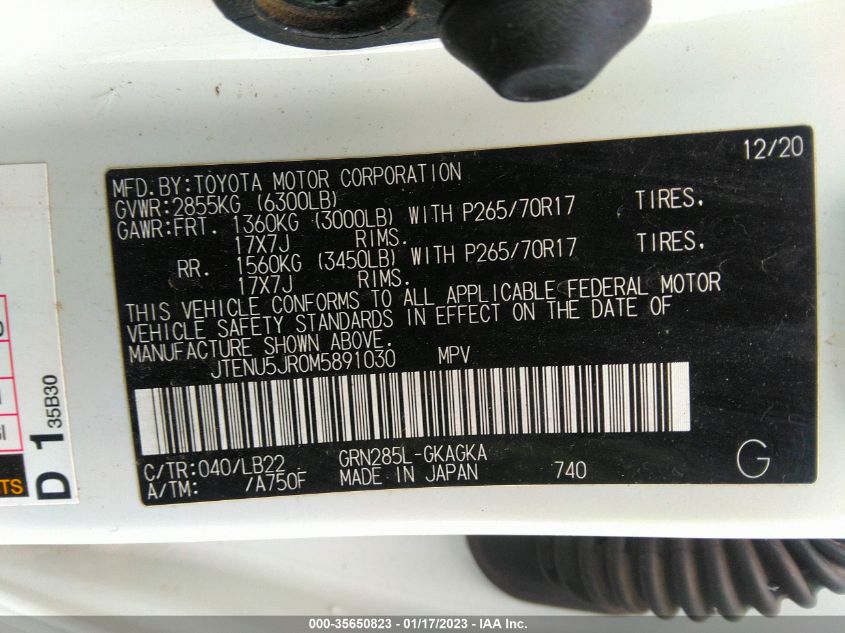 12/20
MFD.BY:TOYOTA MOTOR CORPORATION
GVWR:2855KG (6300LB)
GAWR:FRT. 1360KG (3000LB) WITH P265/70R17 TIRES.
17X7J RIMS.
RR. 1560KG (3450LB) WITH P265/70R17 TIRES.
17X7J RIMS.
THIS VEHICLE CONFORMS TO ALL APPLICABLE FEDERAL MOTOR
VEHICLE SAFETY STANDARDS IN EFFECT ON THE DATE OF
MANUFACTURE SHOWN ABOVE.
JTENU5JR0M5891030 MPV
C/TR:040/LB22 GRN285L-GKAGKA
A/TM: /A750F MADE IN JAPAN 740
G
D 1 35B30
TS
000-35650823 - 01/17/2023 - IAA Inc.